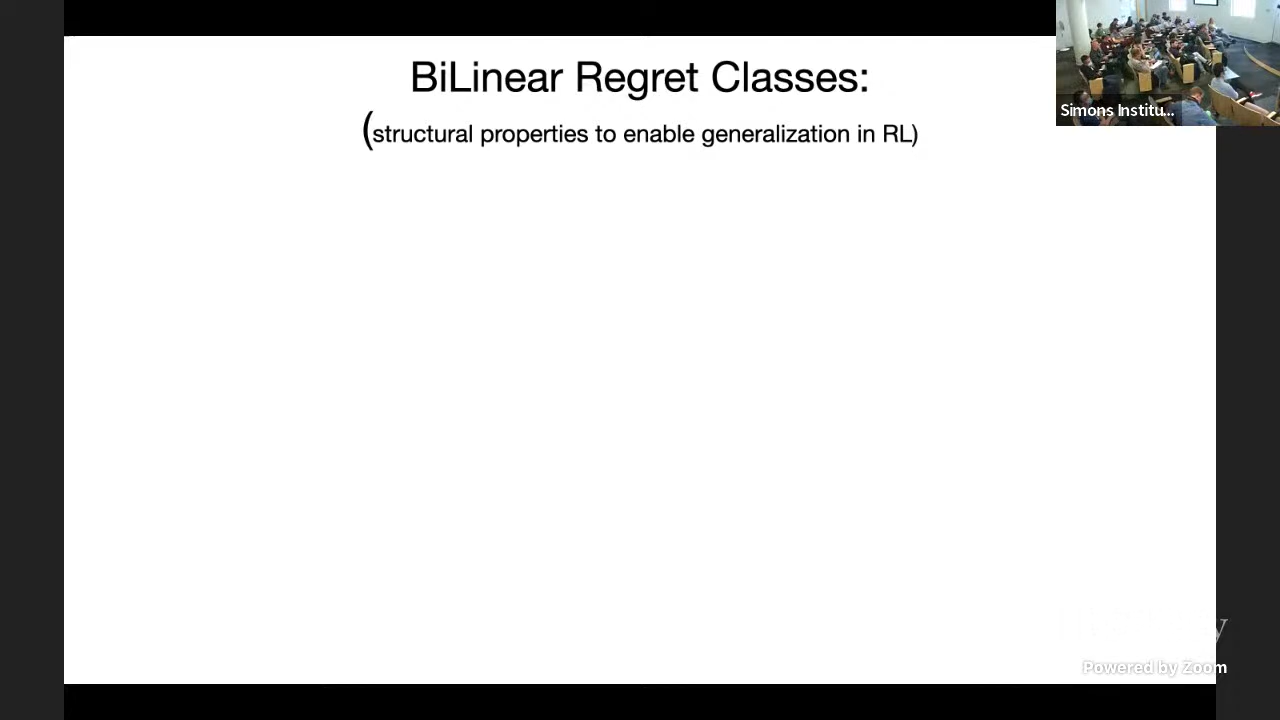 BiLinear Regret Classes:
(structural properties to enable generalization in RL)
Simons Institu...
Powered by Zoom